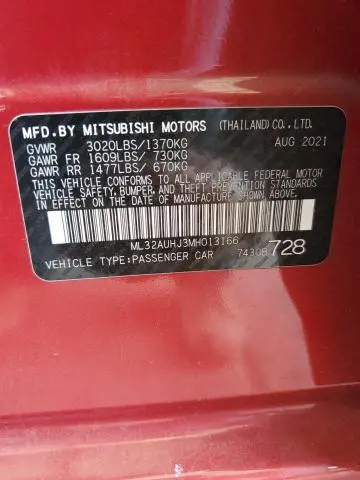 MFD.BY MITSUBISHI MOTORS (THAILAND)CO.,LTD.
GVWR 3020LBS/1370KG AUG 2021
GAWR FR 1609LBS/ 730KG
GAWR RR 1477LBS/ 670KG
THIS VEHICLE CONFORMS TO ALL APPLICABLE FEDERAL MOTOR
VEHICLE SAFETY, BUMPER, AND THEFT PREVENTION STANDARDS
IN EFFECT ON THE DATE OF MANUFACTURE SHOWN ABOVE.
ML32AUHJ3MH013166
VEHICLE TYPE:PASSENGER CAR 7430B 728